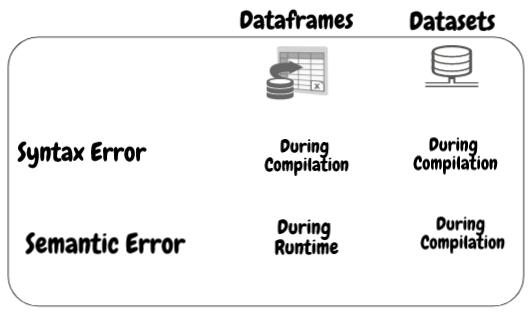 Dataframes Datasets
X
Syntax Error
During
Compilation
During
Compilation
Semantic Error
During
Runtime
During
Compilation